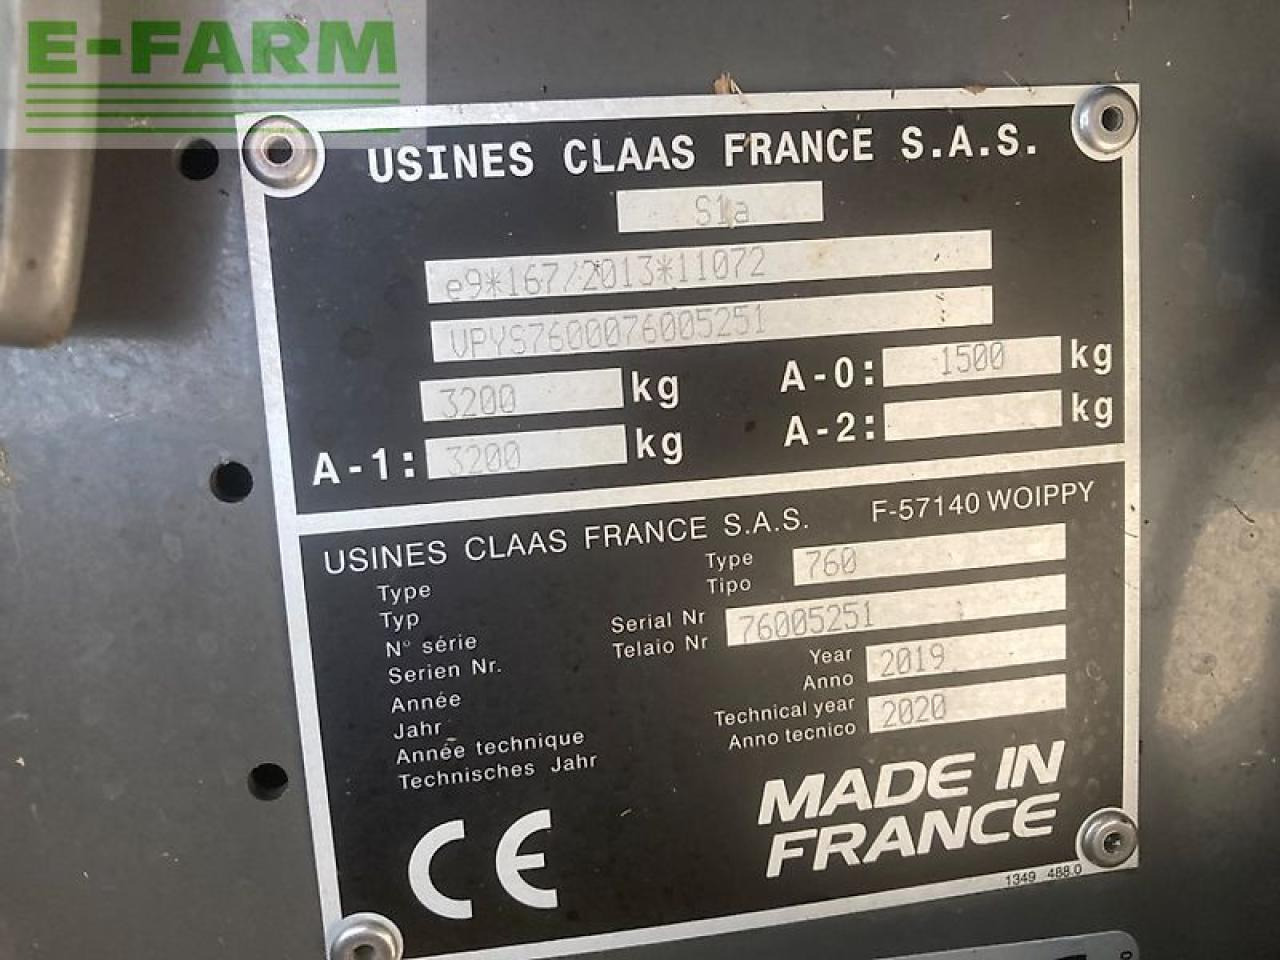 E-FARM
USINES CLAAS FRANCE S.A.S.
S1a
e9*167/2013*11072
VPYS7600076005251
3200 kg A-0: 1500 kg
A-1: 3200 kg A-2: kg
USINES CLAAS FRANCE S.A.S. F-57140 WOIPPY
Type Type 760
Typ Tipo
N° série Serial Nr 76005251
Serien Nr. Telaio Nr
Année Year 2019
Jahr Anno
Année technique Technical year 2020
Technisches Jahr Anno tecnico
CE
MADE IN
FRANCE
1349 488.0